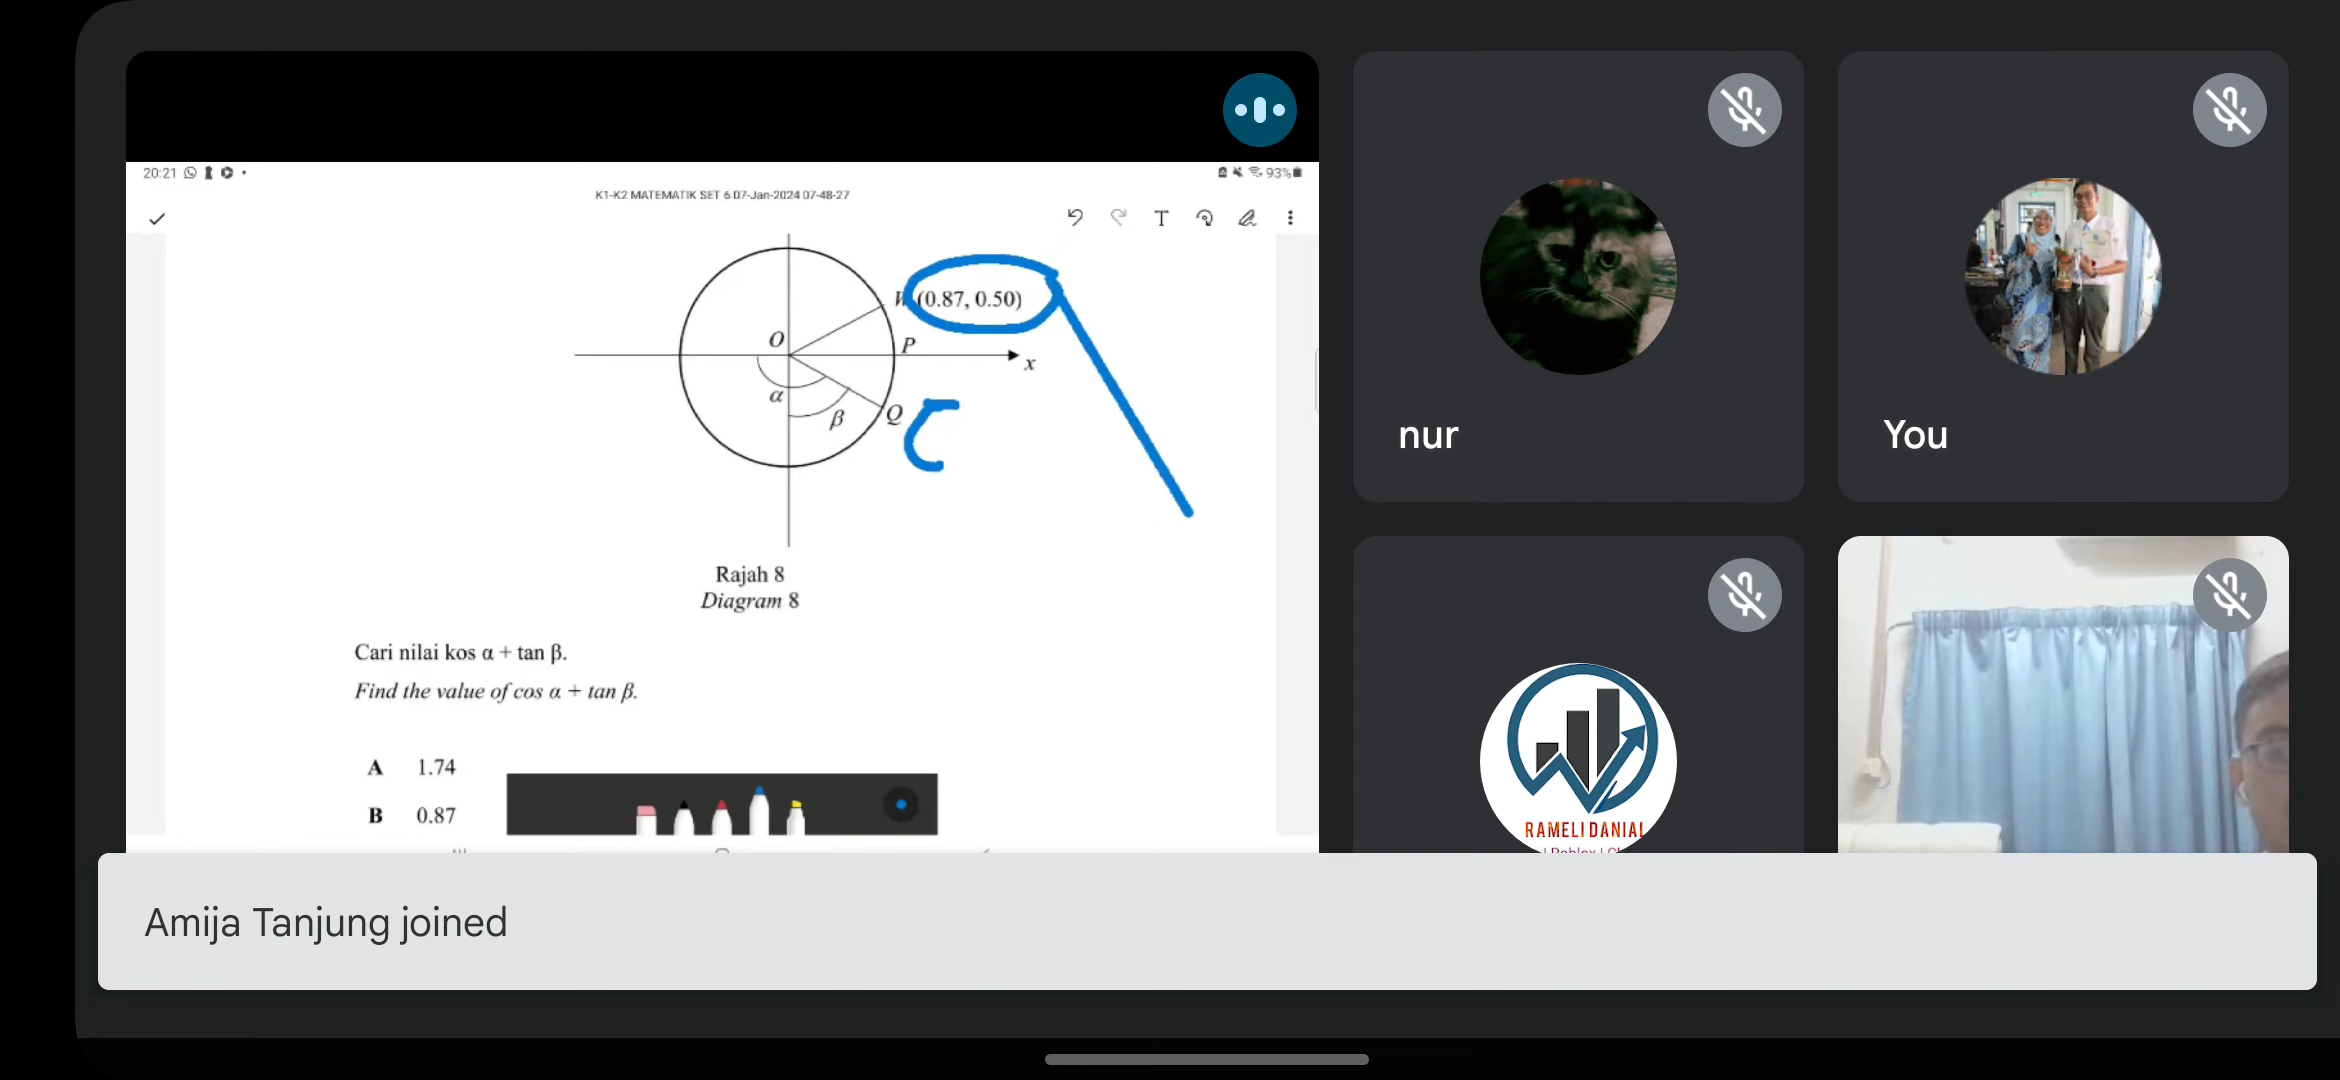 20:21
93%
K1-K2 MATEMATIK SET 6 07-Jan-2024 07-48-27
T
(0.87, 0.50)
O
P
x
α
β
Q
Rajah 8
Diagram 8
Cari nilai kos α + tan β.
Find the value of cos α + tan β.
A 1.74
B 0.87
nur
You
RAMELI DANIAL
Amija Tanjung joined